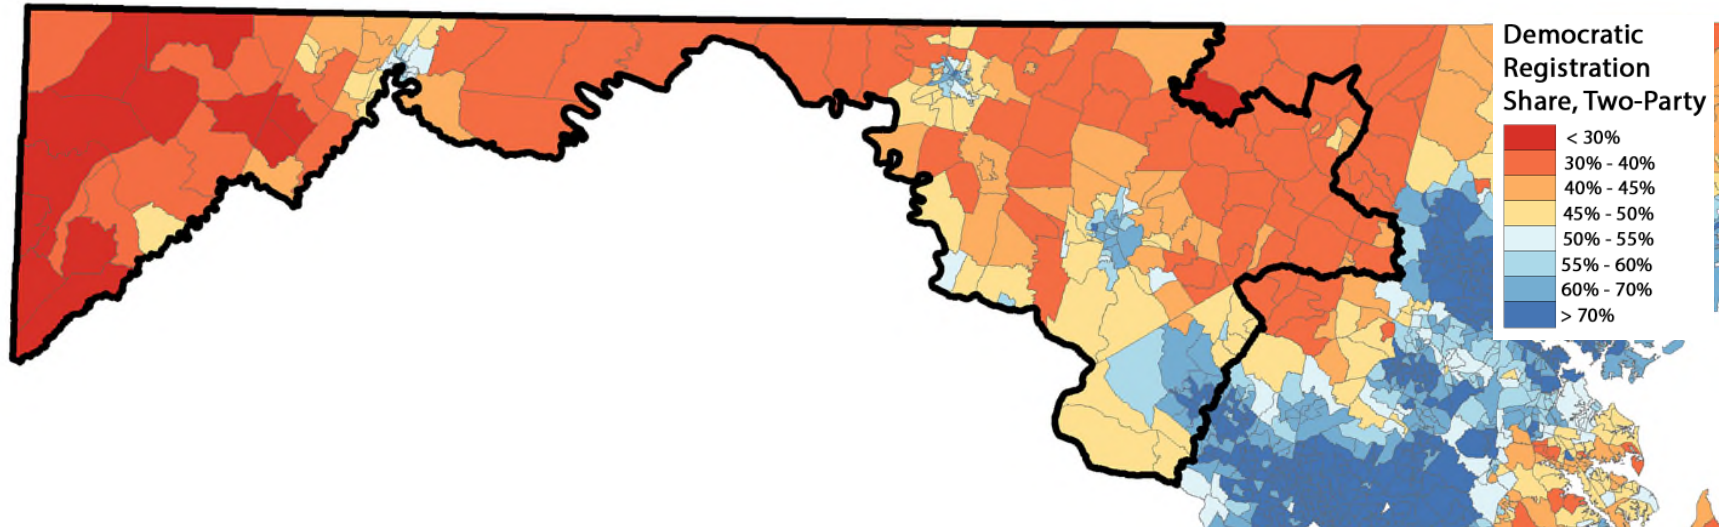 Democratic
Registration
Share, Two-Party
< 30%
30% - 40%
40% - 45%
45% - 50%
50% - 55%
55% - 60%
60% - 70%
> 70%